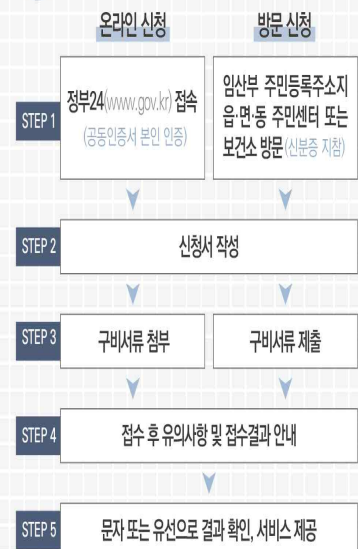 온라인 신청
방문 신청
STEP 1
정부24(www.gov.kr) 접속
(공동인증서 본인 인증)
임산부 주민등록주소지
읍·면·동 주민센터 또는
보건소 방문(신분증 지참)
STEP 2
신청서 작성
STEP 3
구비서류 첨부
구비서류 제출
STEP 4
접수 후 유의사항 및 접수결과 안내
STEP 5
문자 또는 유선으로 결과 확인, 서비스 제공